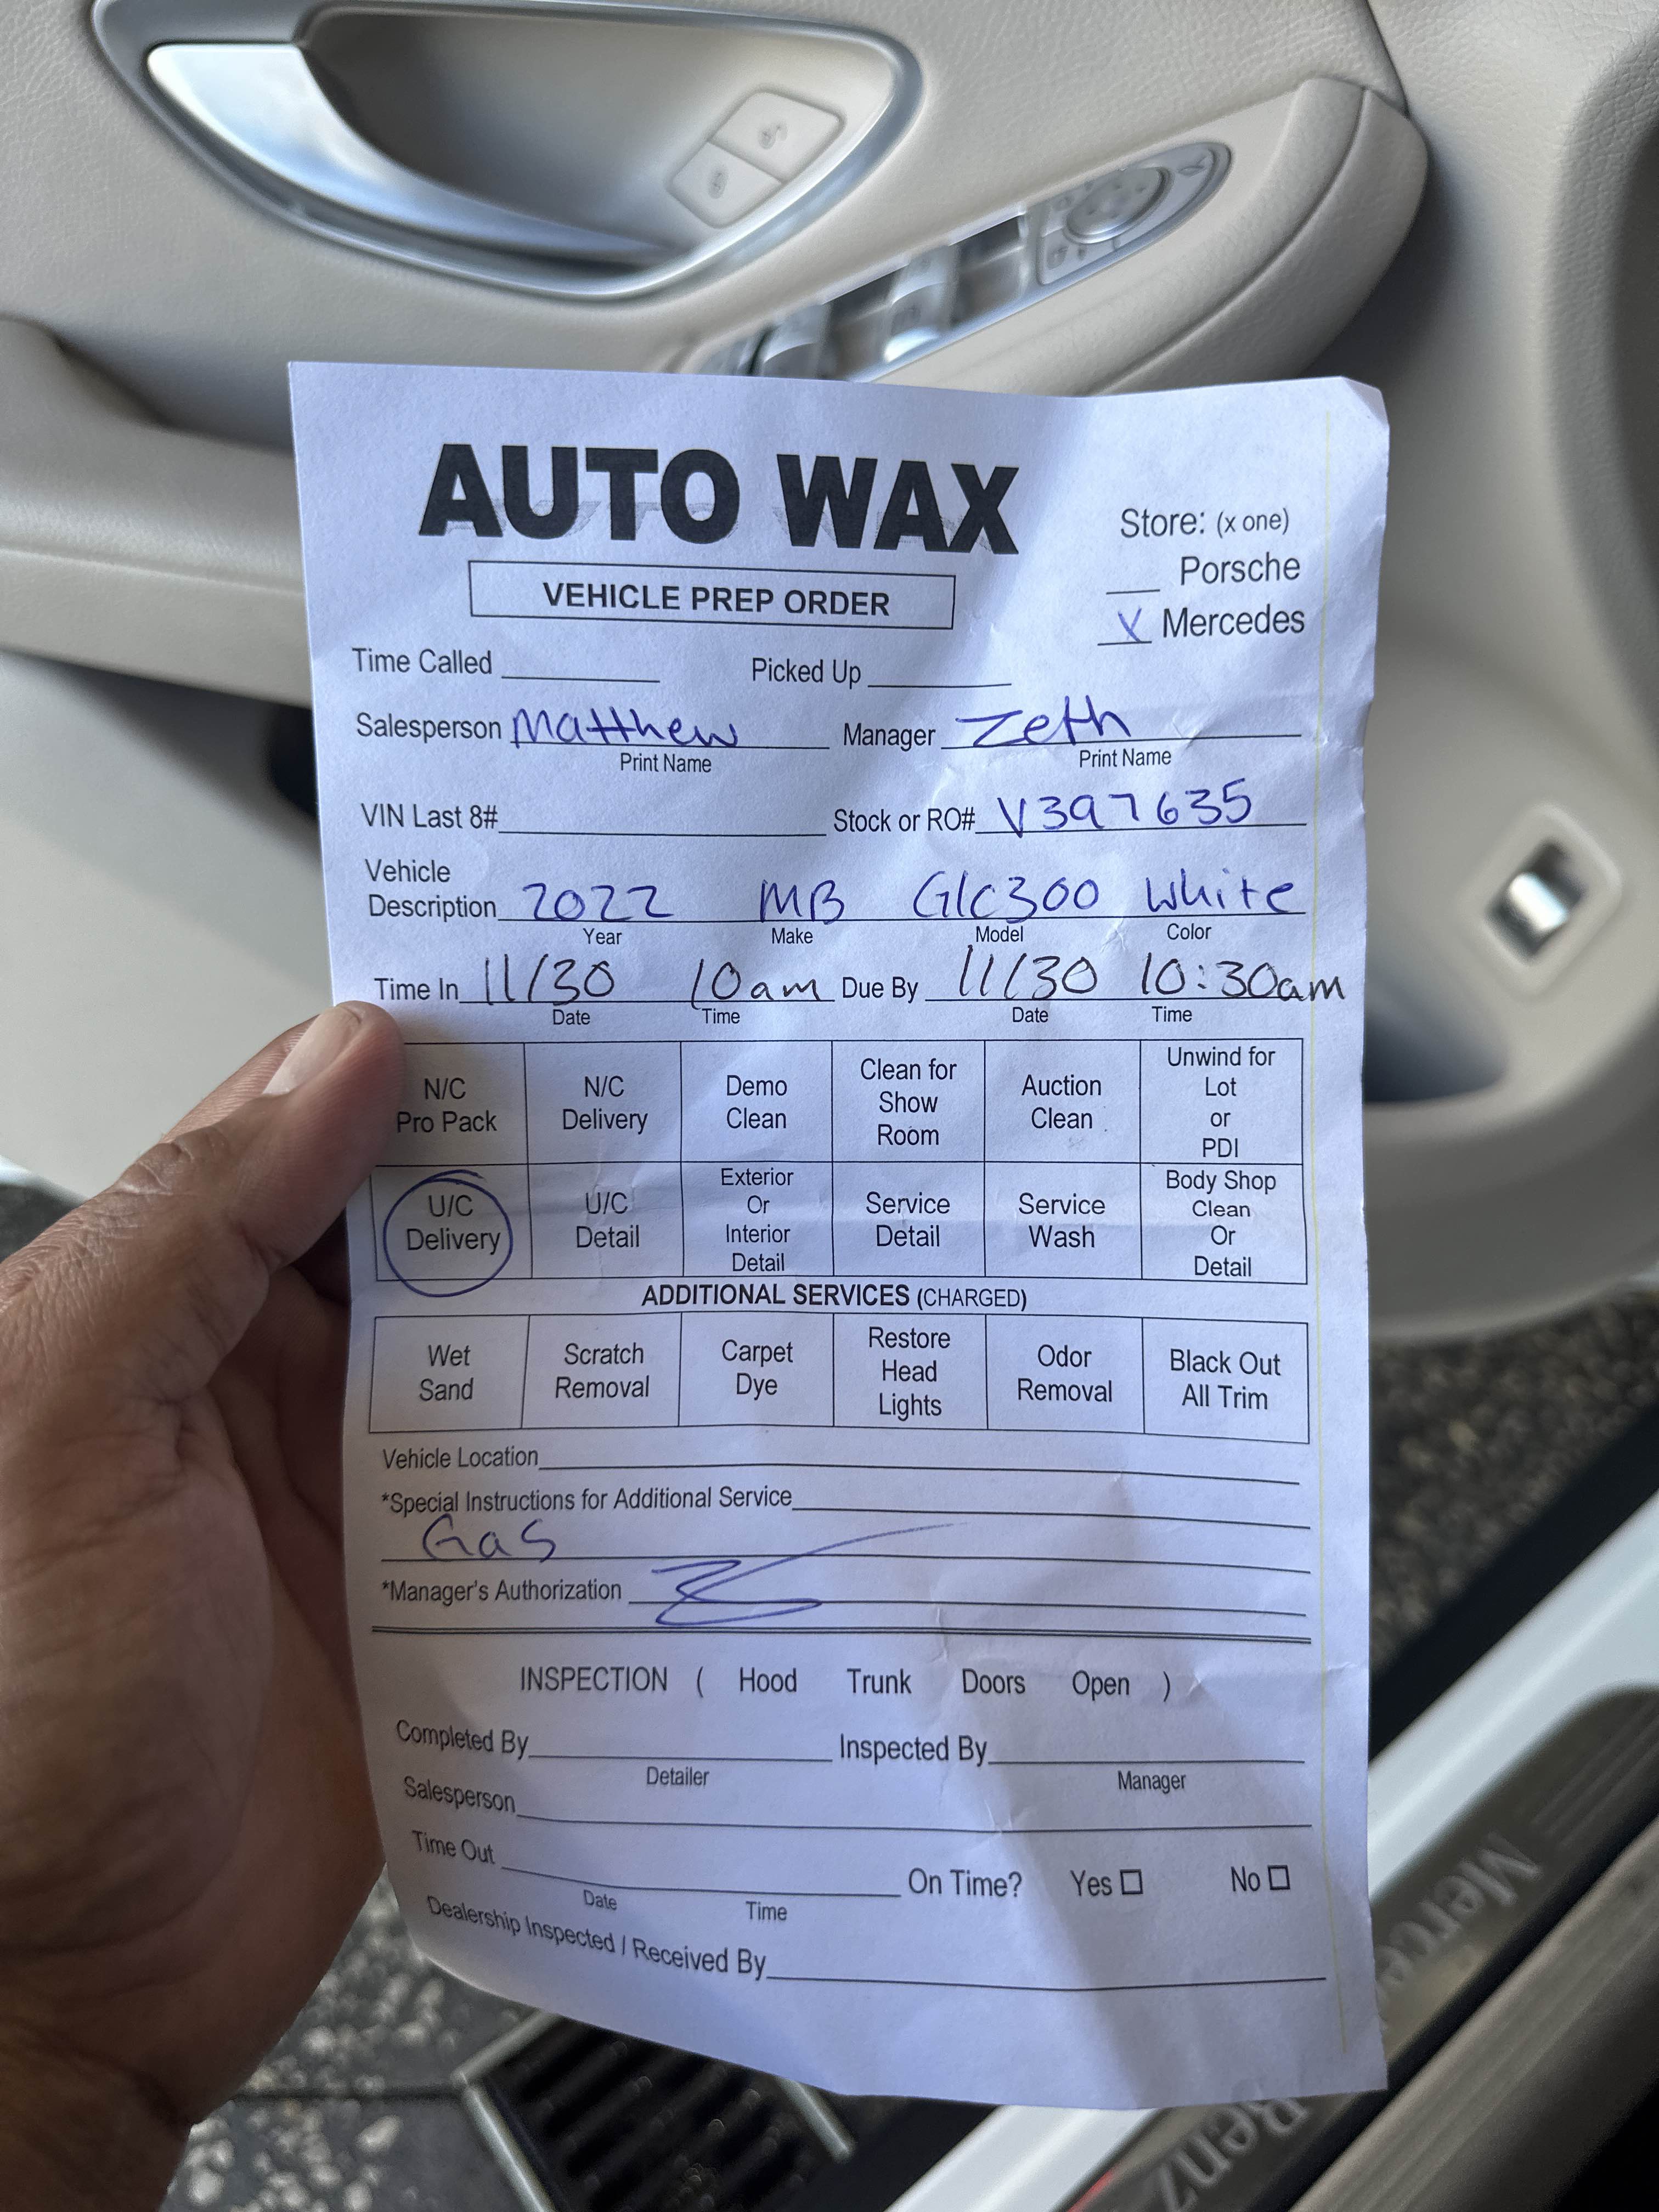 AUTO WAX
VEHICLE PREP ORDER
Store: (x one)
Porsche
X Mercedes
Time Called Picked Up
Salesperson Matthew Manager Zeth
Print Name Print Name
VIN Last 8# Stock or RO# V397635
Vehicle
Description 2022 MB Glc300 White
Year Make Model Color
Time In 11/30 10am Due By 11/30 10:30am
Date Time Date Time
N/C Pro Pack
N/C Delivery
Demo Clean
Clean for Show Room
Auction Clean
Unwind for Lot or PDI
U/C Delivery
U/C Detail
Exterior Or Interior Detail
Service Detail
Service Wash
Body Shop Clean Or Detail
ADDITIONAL SERVICES (CHARGED)
Wet Sand
Scratch Removal
Carpet Dye
Restore Head Lights
Odor Removal
Black Out All Trim
Vehicle Location
*Special Instructions for Additional Service
Gas
*Manager's Authorization
INSPECTION ( Hood Trunk Doors Open )
Completed By Inspected By
Detailer Manager
Salesperson
Time Out On Time? Yes No
Date Time
Dealership Inspected / Received By
Mercedes
Benz